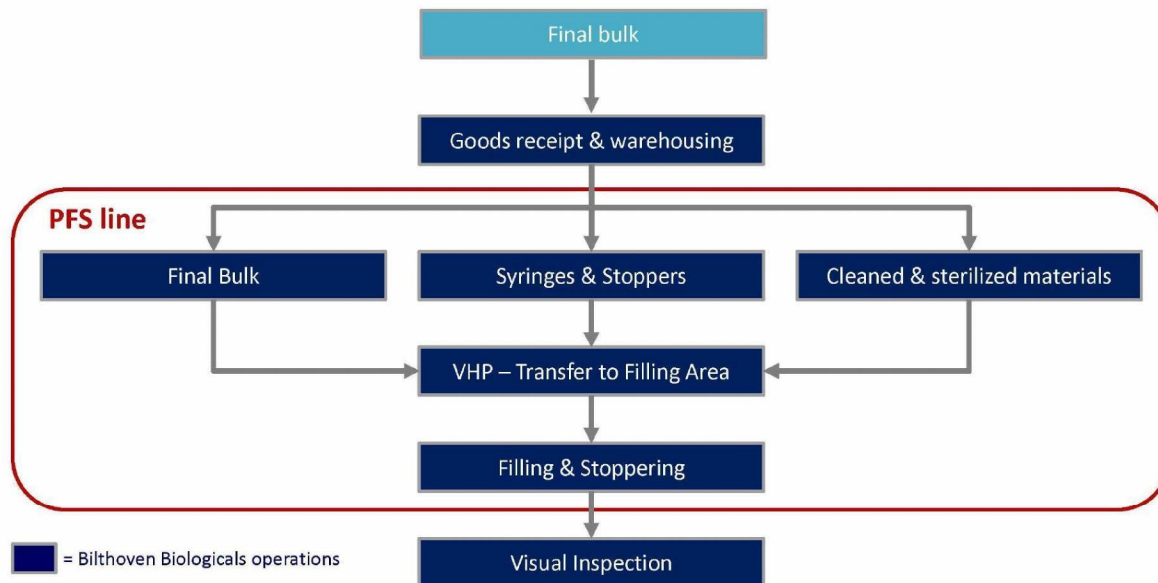 Final bulk
Goods receipt & warehousing
PFS line
Final Bulk
Syringes & Stoppers
Cleaned & sterilized materials
VHP – Transfer to Filling Area
Filling & Stoppering
= Bilthoven Biologicals operations
Visual Inspection